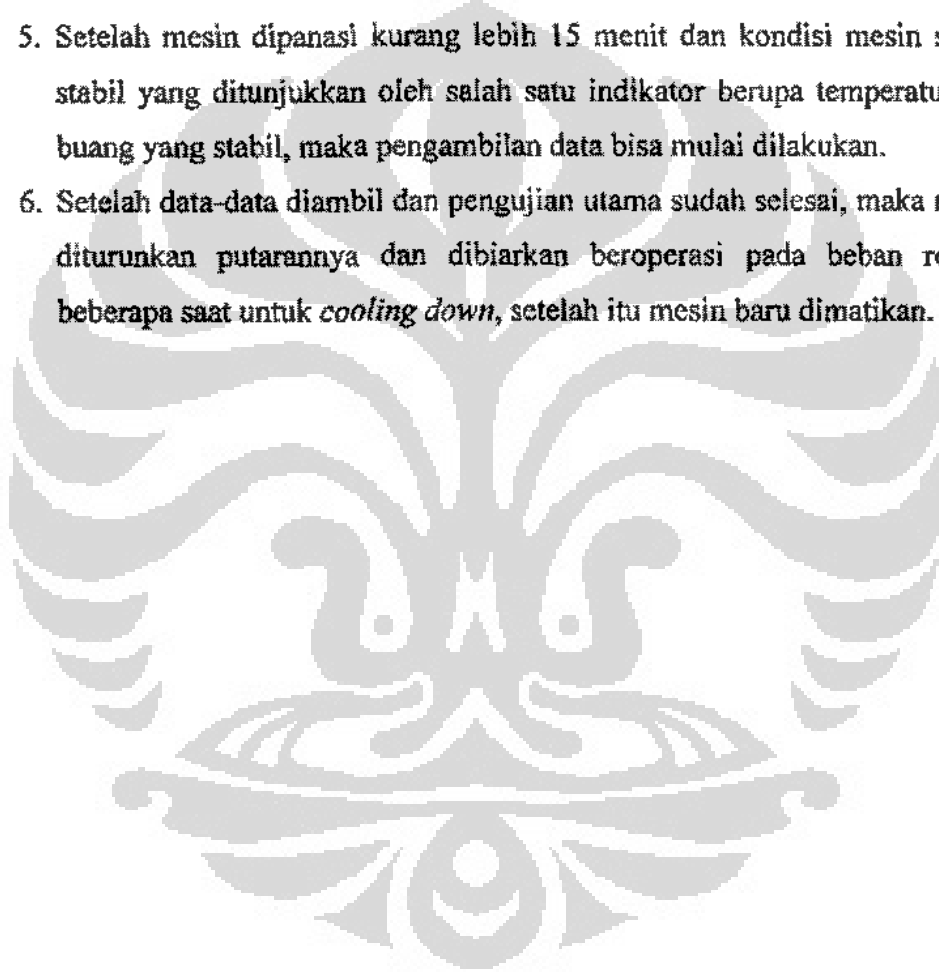 5. Setelah mesin dipanasi kurang lebih 15 menit dan kondisi mesin
stabil yang ditunjukkan oleh salah satu indikator berupa temperatu
buang yang stabil, maka pengambilan data bisa mulai dilakukan.
6. Setelah data-data diambil dan pengujian utama sudah selesai, maka
diturunkan putarannya dan dibiarkan beroperasi pada beban re
beberapa saat untuk cooling down, setelah itu mesin baru dimatikan.